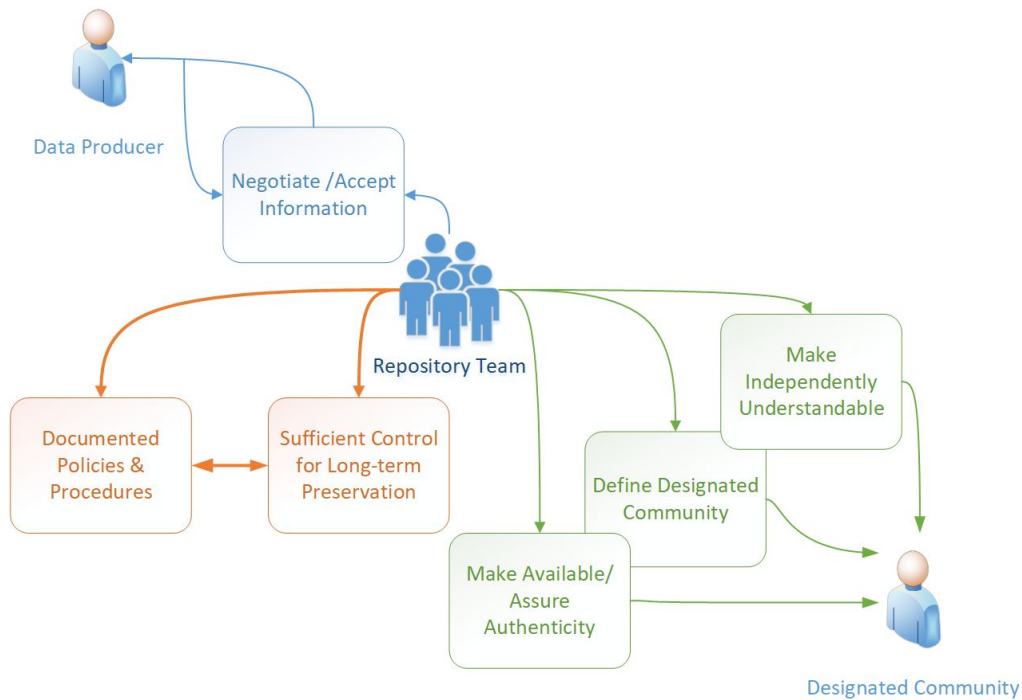 Data Producer
Negotiate /Accept
Information
Repository Team
Make
Independently
Understandable
Documented
Policies &
Procedures
Sufficient Control
for Long-term
Preservation
Define Designated
Community
Make Available/
Assure
Authenticity
Designated Community